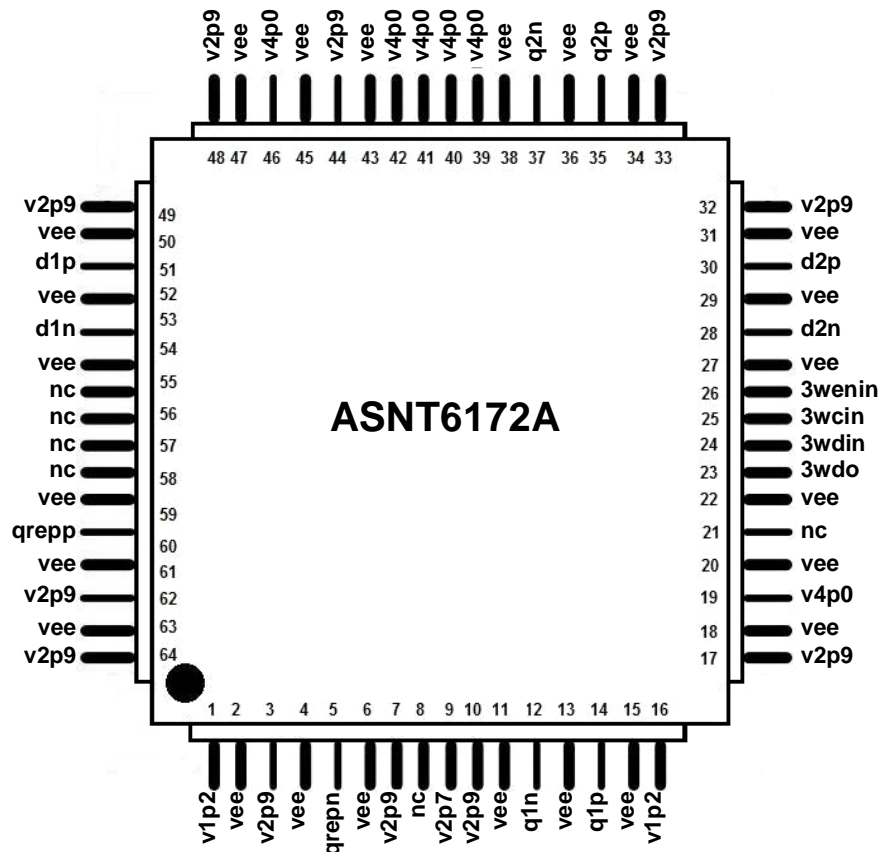 v2p9 vee v4p0 vee v2p9 vee v4p0 v4p0 v4p0 v4p0 vee q2n vee q2p vee v2p9
48 47 46 45 44 43 42 41 40 39 38 37 36 35 34 33
v2p9 49 32 v2p9
vee 50 31 vee
d1p 51 30 d2p
vee 52 29 vee
d1n 53 28 d2n
vee 54 27 vee
nc 55 26 3wenin
nc 56 25 3wcin
ASNT6172A
nc 57 24 3wdin
nc 58 23 3wdo
vee 59 22 vee
qrepp 60 21 nc
vee 61 20 vee
v2p9 62 19 v4p0
vee 63 18 vee
v2p9 64 17 v2p9
1 2 3 4 5 6 7 8 9 10 11 12 13 14 15 16
v1p2 vee v2p9 vee qrepn vee v2p9 nc v2p7 v2p9 vee q1n vee q1p vee v1p2